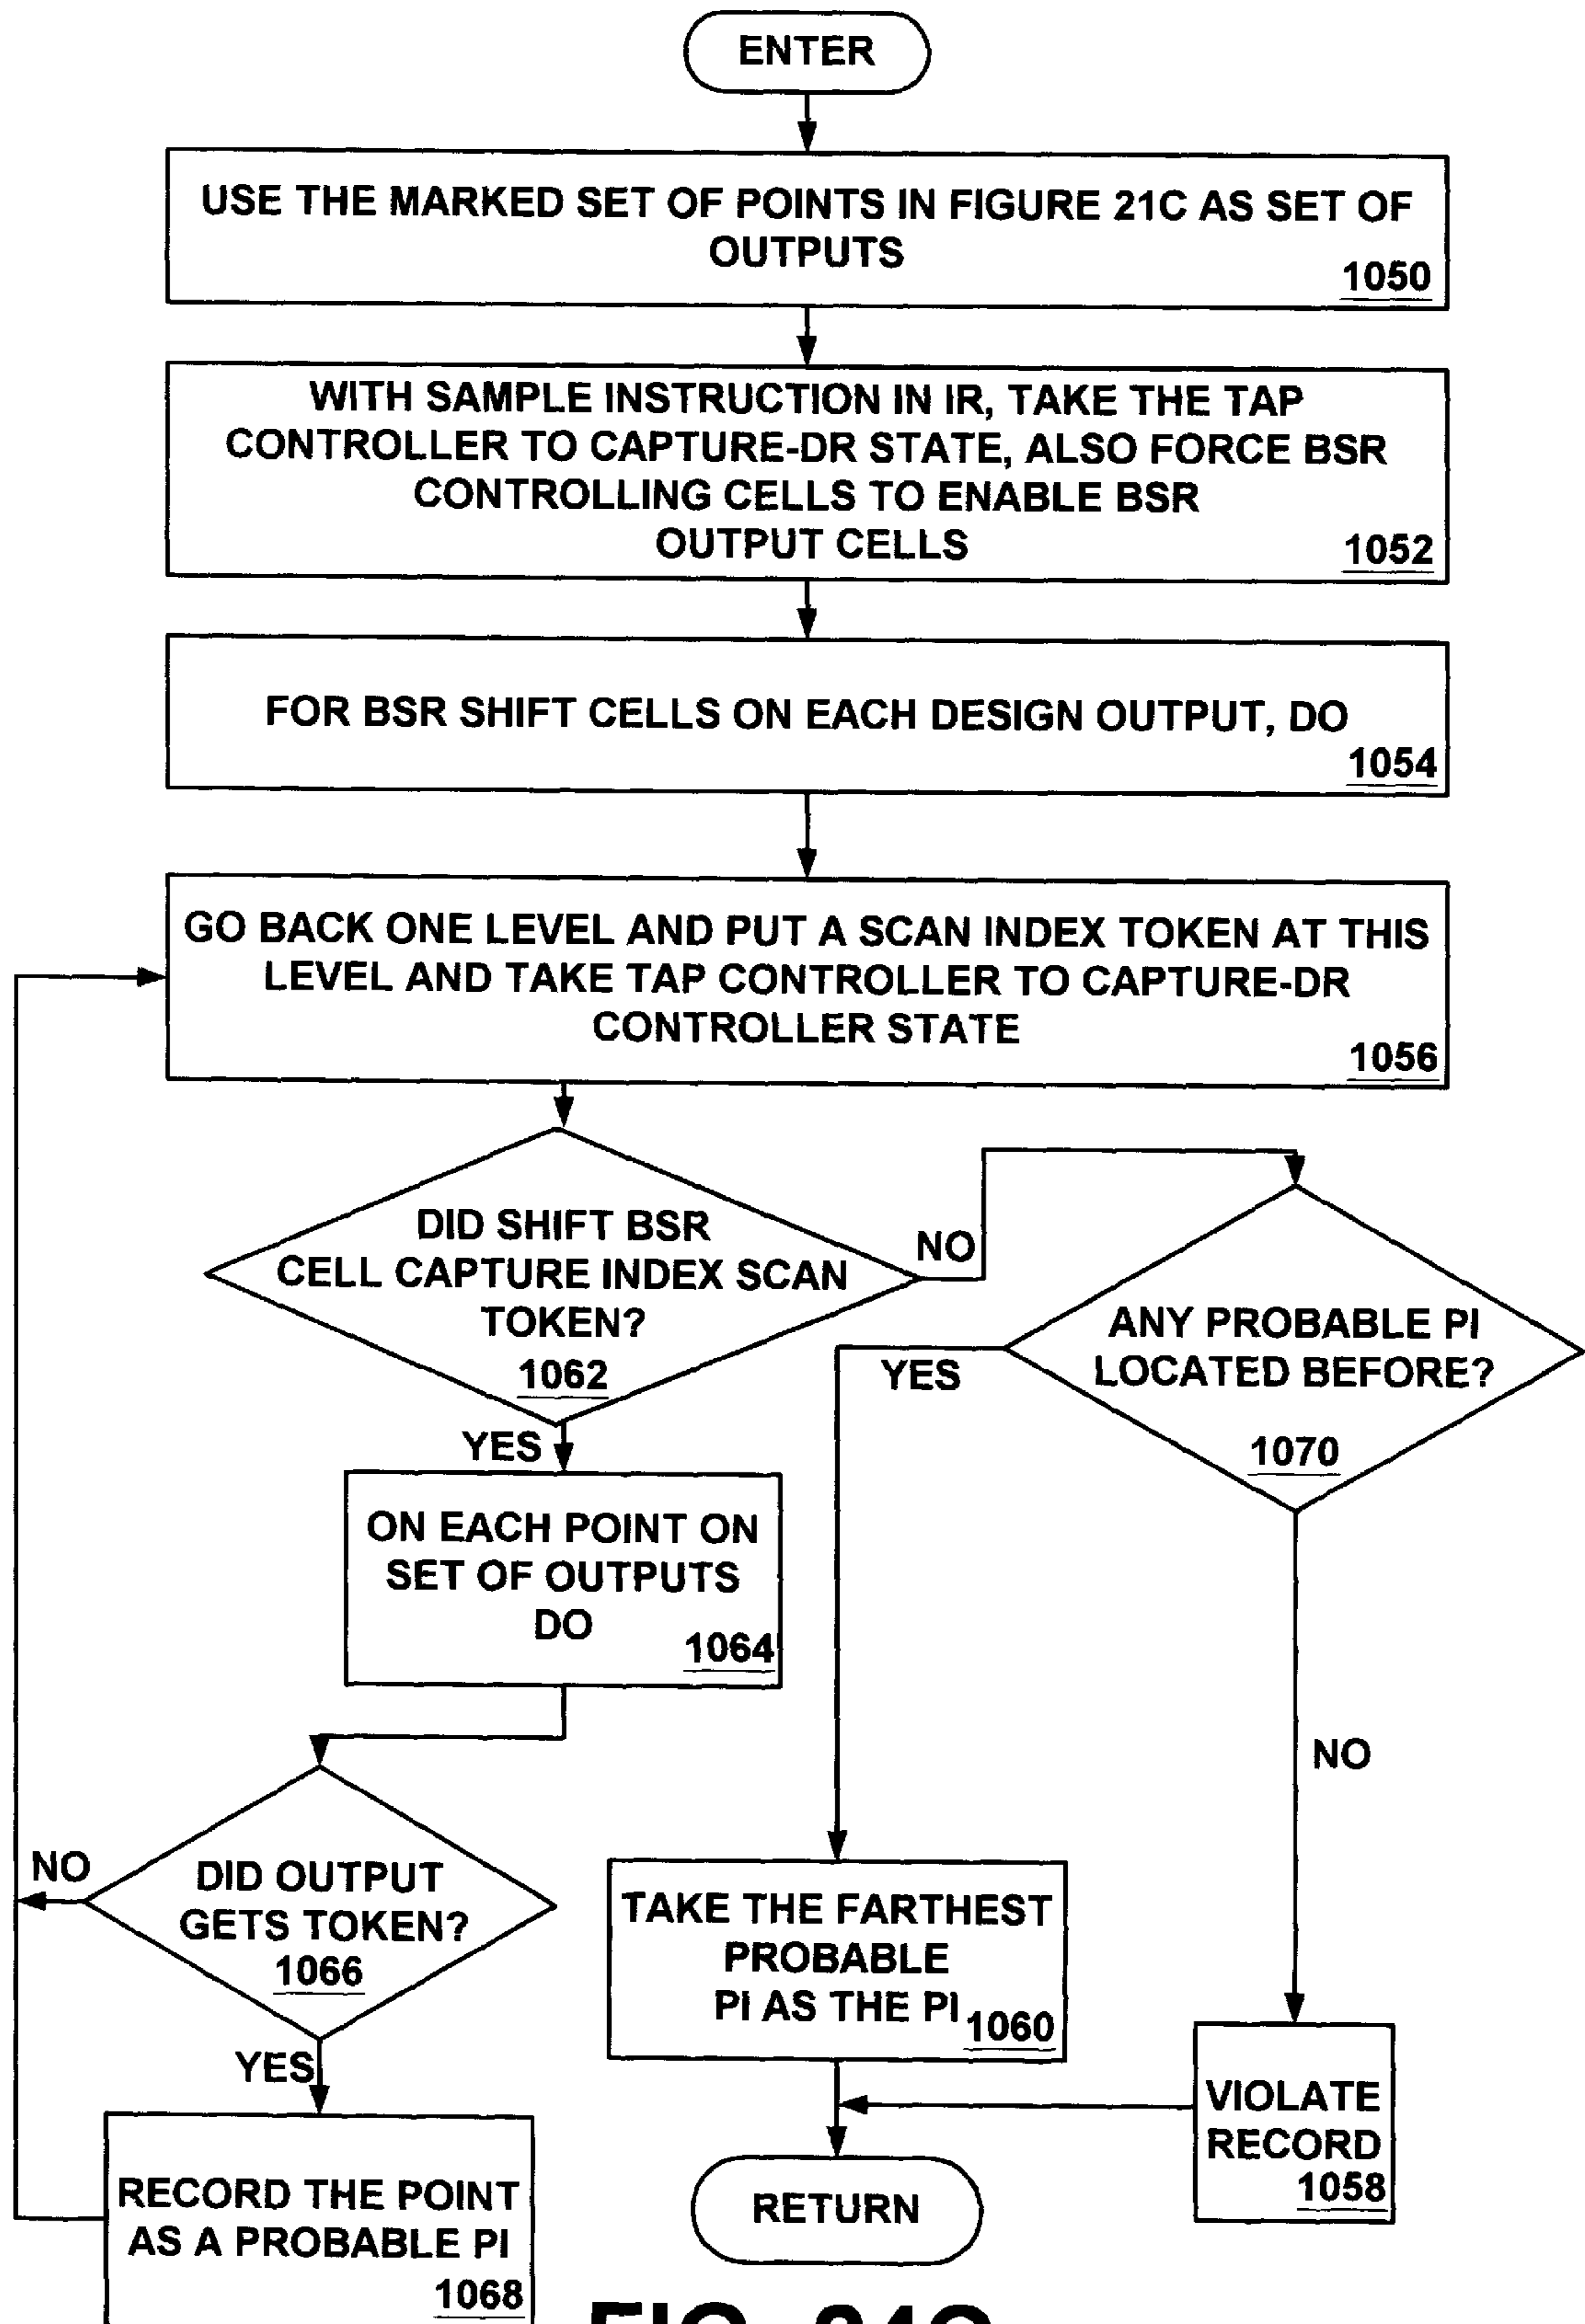 ENTER
USE THE MARKED SET OF POINTS IN FIGURE 21C AS SET OF
OUTPUTS
1050
WITH SAMPLE INSTRUCTION IN IR, TAKE THE TAP
CONTROLLER TO CAPTURE-DR STATE, ALSO FORCE BSR
CONTROLLING CELLS TO ENABLE BSR
OUTPUT CELLS
1052
FOR BSR SHIFT CELLS ON EACH DESIGN OUTPUT, DO
1054
GO BACK ONE LEVEL AND PUT A SCAN INDEX TOKEN AT THIS
LEVEL AND TAKE TAP CONTROLLER TO CAPTURE-DR
CONTROLLER STATE
1056
DID SHIFT BSR
CELL CAPTURE INDEX SCAN
TOKEN?
1062
NO
YES
ANY PROBABLE PI
LOCATED BEFORE?
1070
YES
NO
ON EACH POINT ON
SET OF OUTPUTS
DO
1064
DID OUTPUT
GETS TOKEN?
1066
NO
YES
TAKE THE FARTHEST
PROBABLE
PI AS THE PI
1060
VIOLATE
RECORD
1058
RECORD THE POINT
AS A PROBABLE PI
1068
RETURN